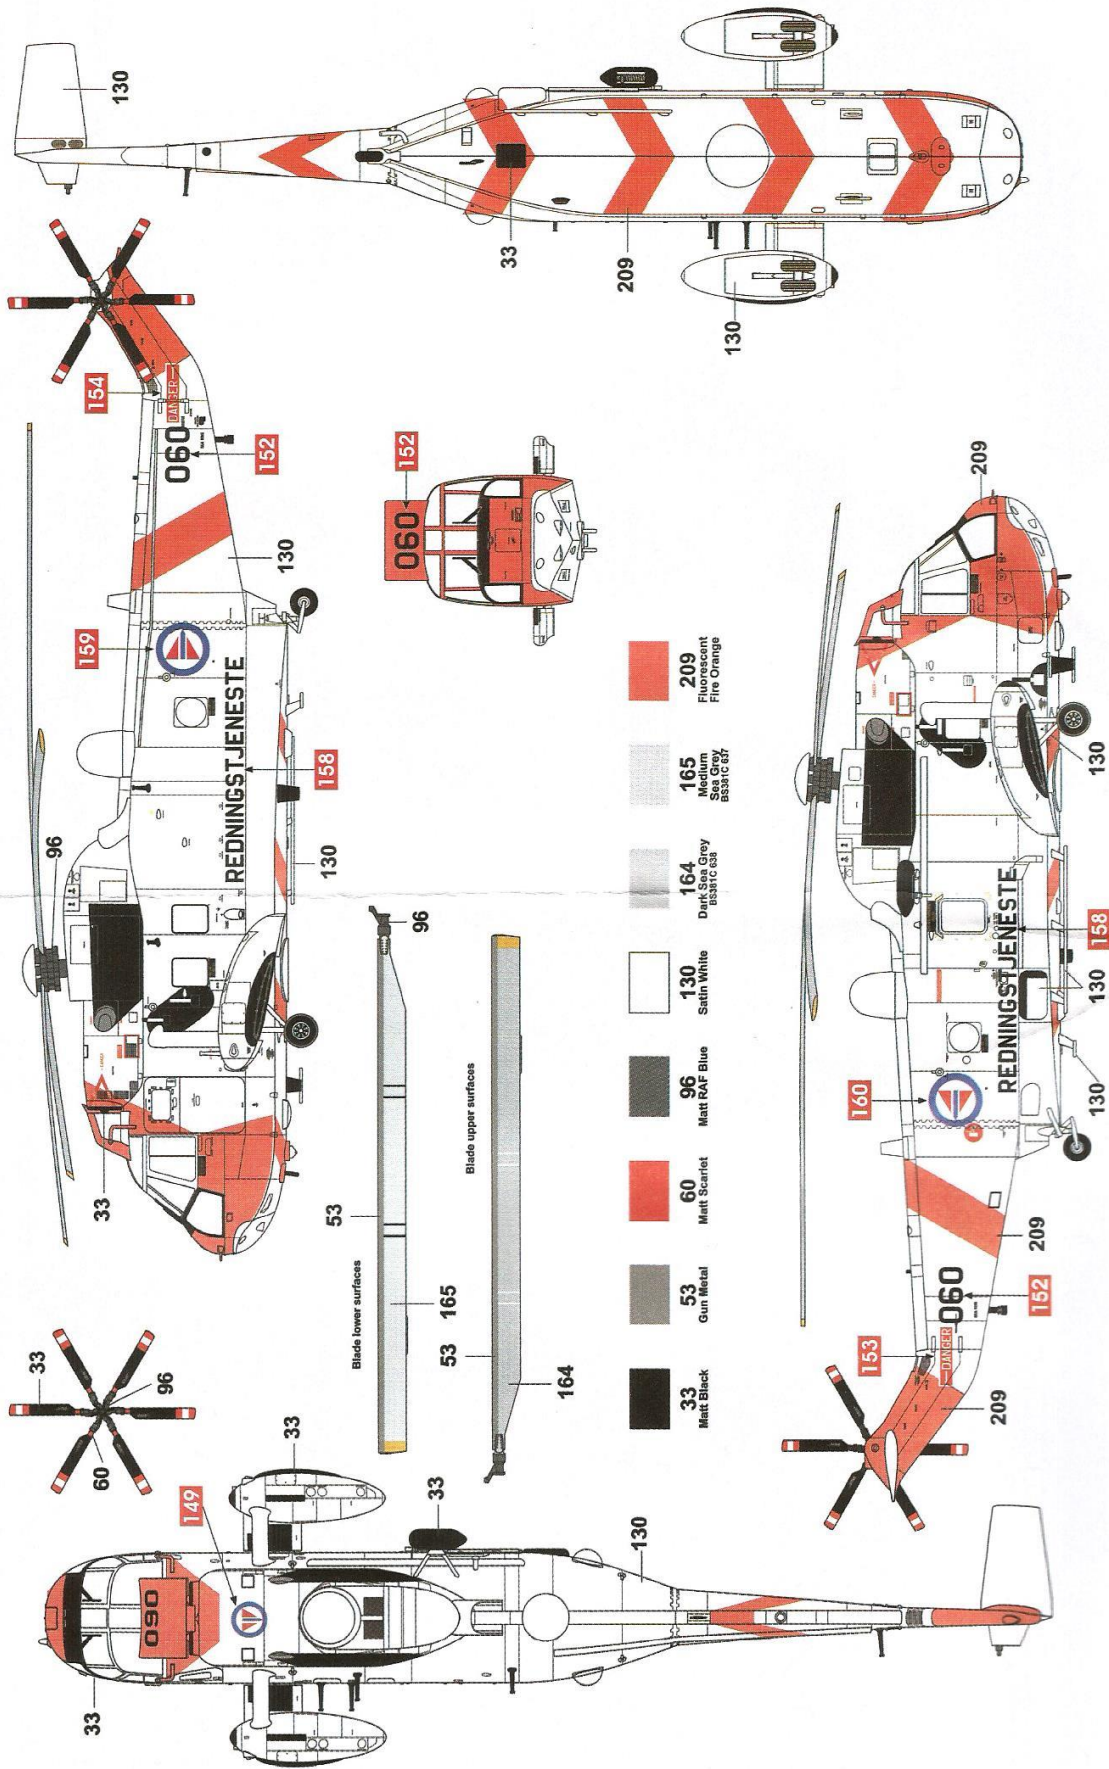 33
060
149
33
33
130
33
60
96
33
96
REDNINGSTJENESTE
158
130
159
130
060
152
154
DANGER
130
Blade lower surfaces
53
165
96
Blade upper surfaces
53
164
060
152
33
Matt Black
53
Gun Metal
60
Matt Scarlet
96
Matt RAF Blue
130
Satin White
164
Dark Sea Grey
BS381C 638
165
Medium
Sea Grey
BS381C 637
209
Fluorescent
Fire Orange
33
209
130
153
DANGER
060
152
209
209
160
REDNINGSTJENESTE
158
130
130
130
209